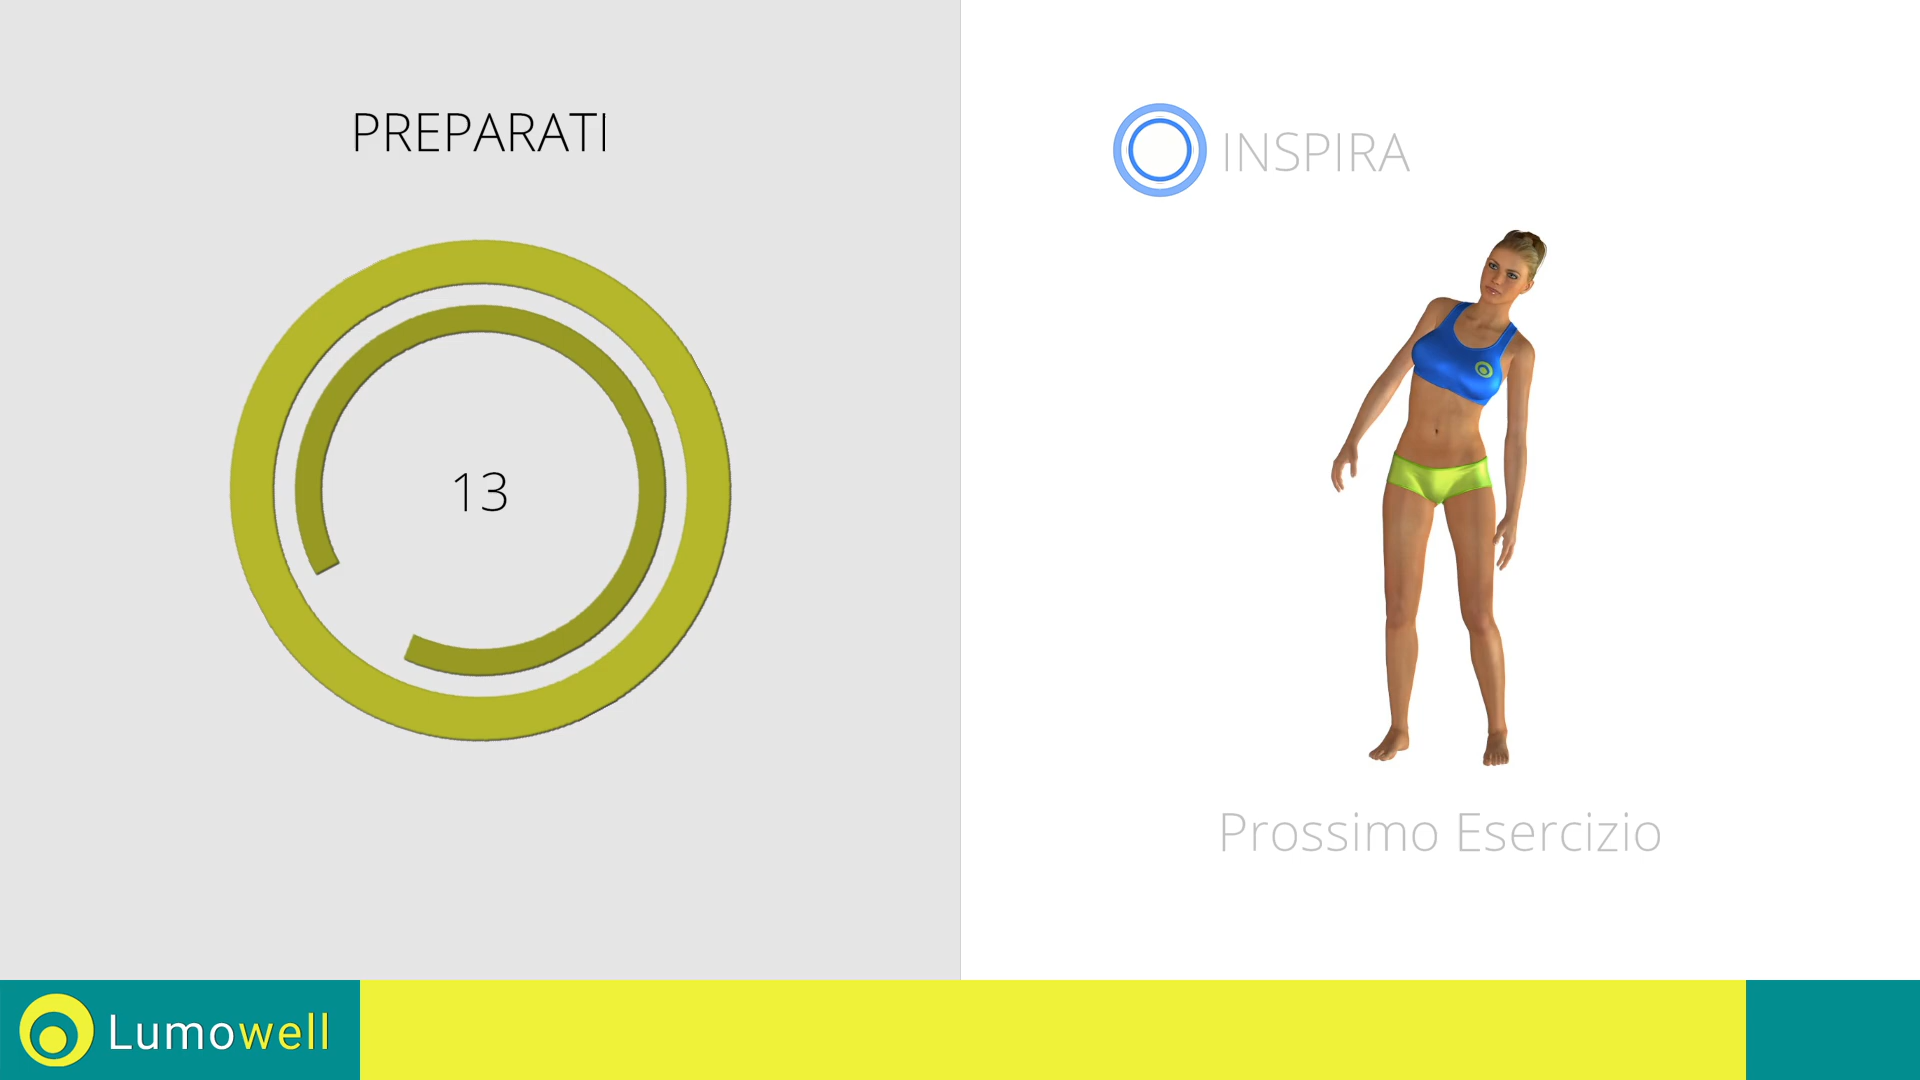 PREPARATI
13
INSPIRA
Prossimo Esercizio
Lumowell